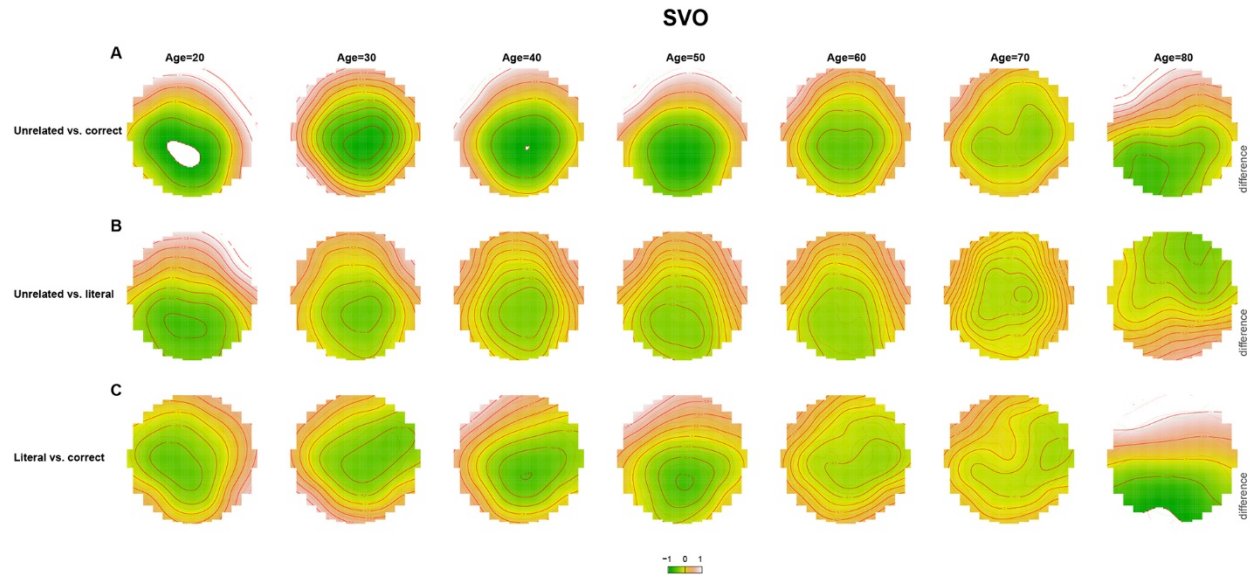 SVO
A
Age=20 Age=30 Age=40 Age=50 Age=60 Age=70 Age=80
Unrelated vs. correct
difference
B
Unrelated vs. literal
difference
C
Literal vs. correct
difference
−1 0 1